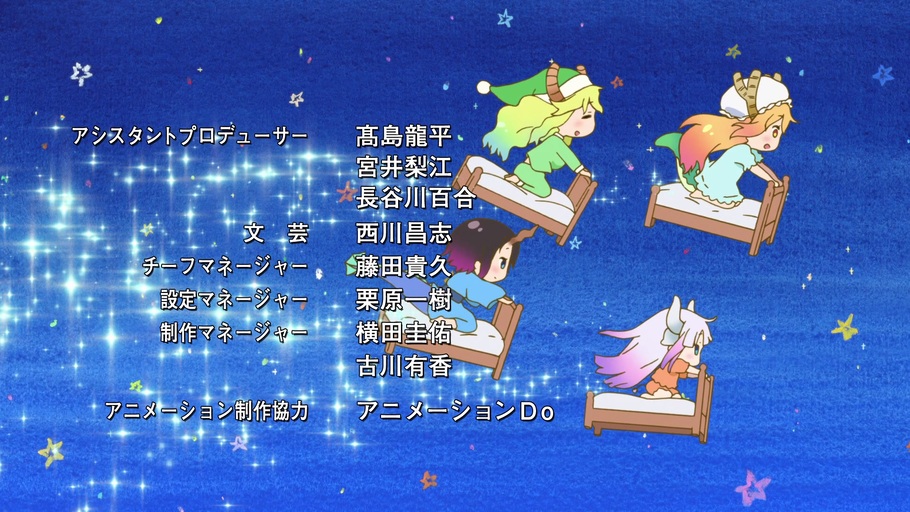 アシスタントプロデューサー 髙島龍平
宮井梨江
長谷川百合
文　芸 西川昌志
チーフマネージャー 藤田貴久
設定マネージャー 栗原一樹
制作マネージャー 横田圭佑
古川有香
アニメーション制作協力 アニメーションDo